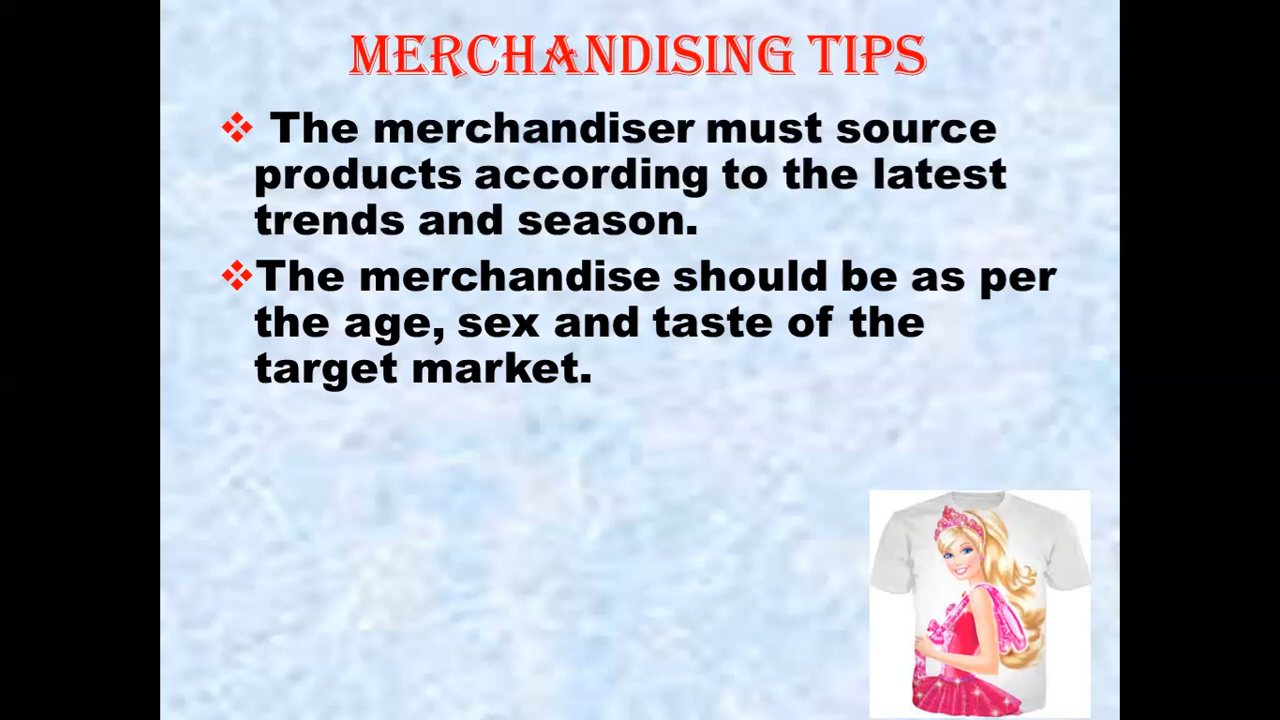 MERCHANDISING TIPS
The merchandiser must source
products according to the latest
trends and season.
The merchandise should be as per
the age, sex and taste of the
target market.